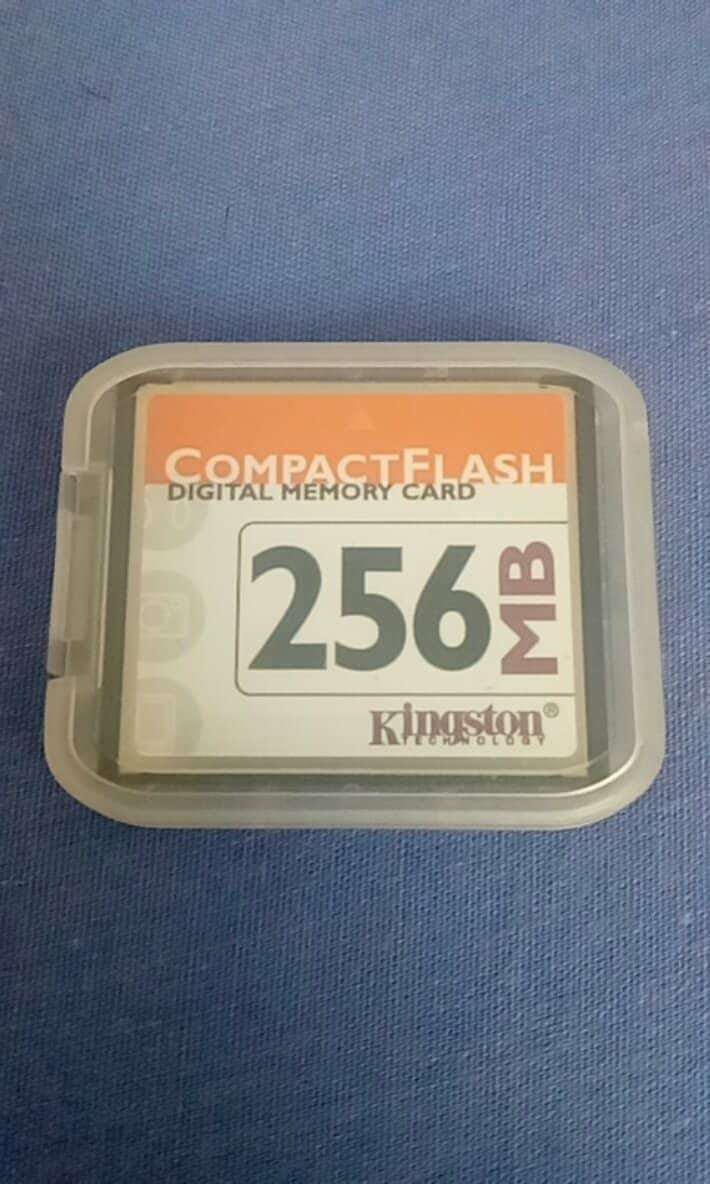 COMPACTFLASH
DIGITAL MEMORY CARD
256 MB
Kingston®
TECHNOLOGY